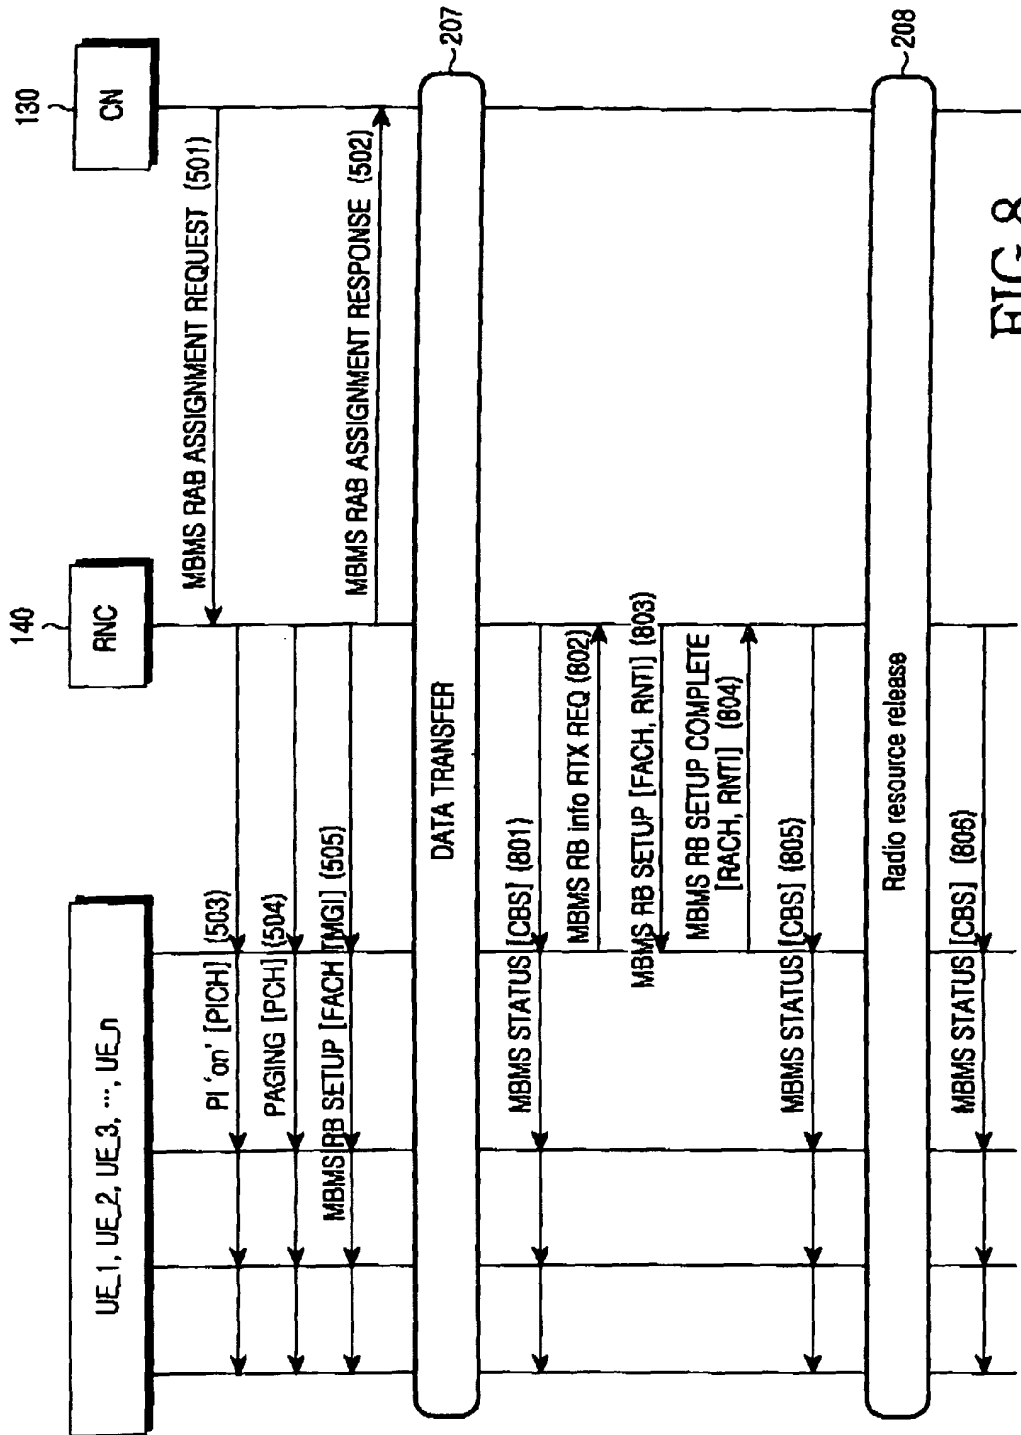 UE_1, UE_2, UE_3, ···, UE_n
140
RNC
130
CN
MBMS RAB ASSIGNMENT REQUEST (501)
PI 'on' [PICH] (503)
PAGING [PCH] (504)
MBMS RB SETUP [FACH TMGI] (505)
MBMS RAB ASSIGNMENT RESPONSE (502)
DATA TRANSFER
207
MBMS STATUS [CBS] (801)
MBMS RB info RTX REQ (802)
MBMS RB SETUP [FACH, RNTI] (803)
MBMS RB SETUP COMPLETE
[RACH, RNTI] (804)
MBMS STATUS [CBS] (805)
Radio resource release
208
MBMS STATUS [CBS] (806)
FIG.8